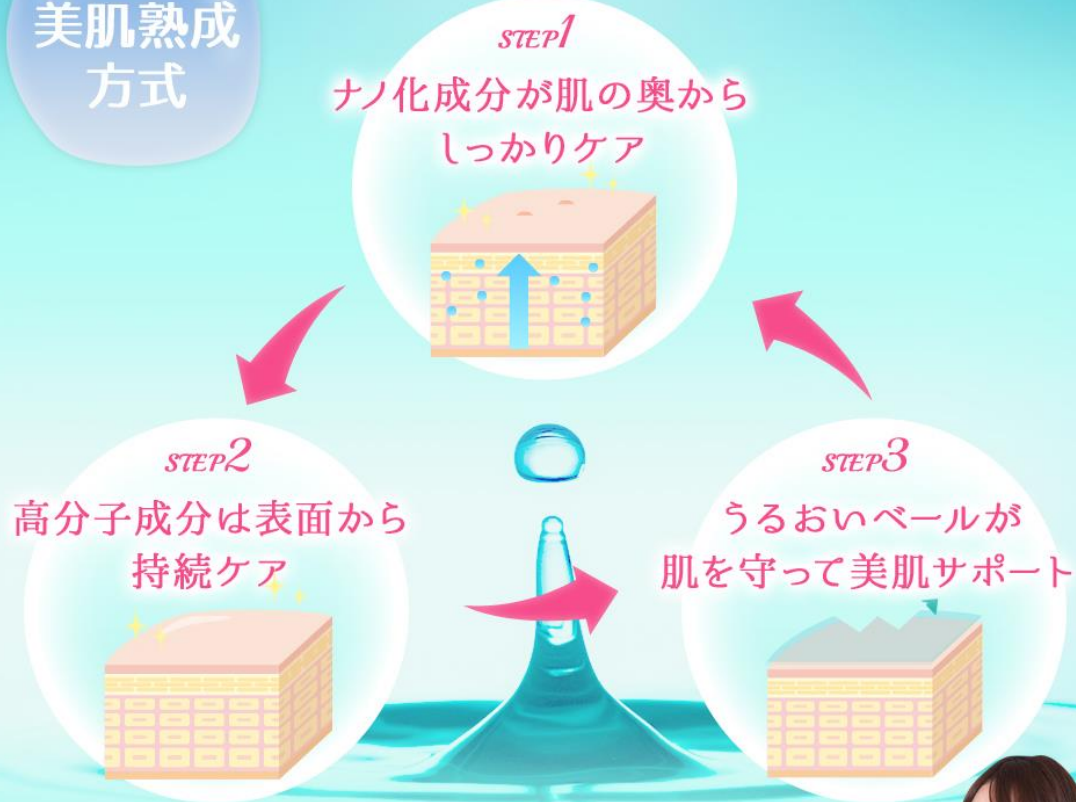 美肌熟成
方式
STEP1
ナノ化成分が肌の奥から
しっかりケア
STEP2
高分子成分は表面から
持続ケア
STEP3
うるおいベールが
肌を守って美肌サポート